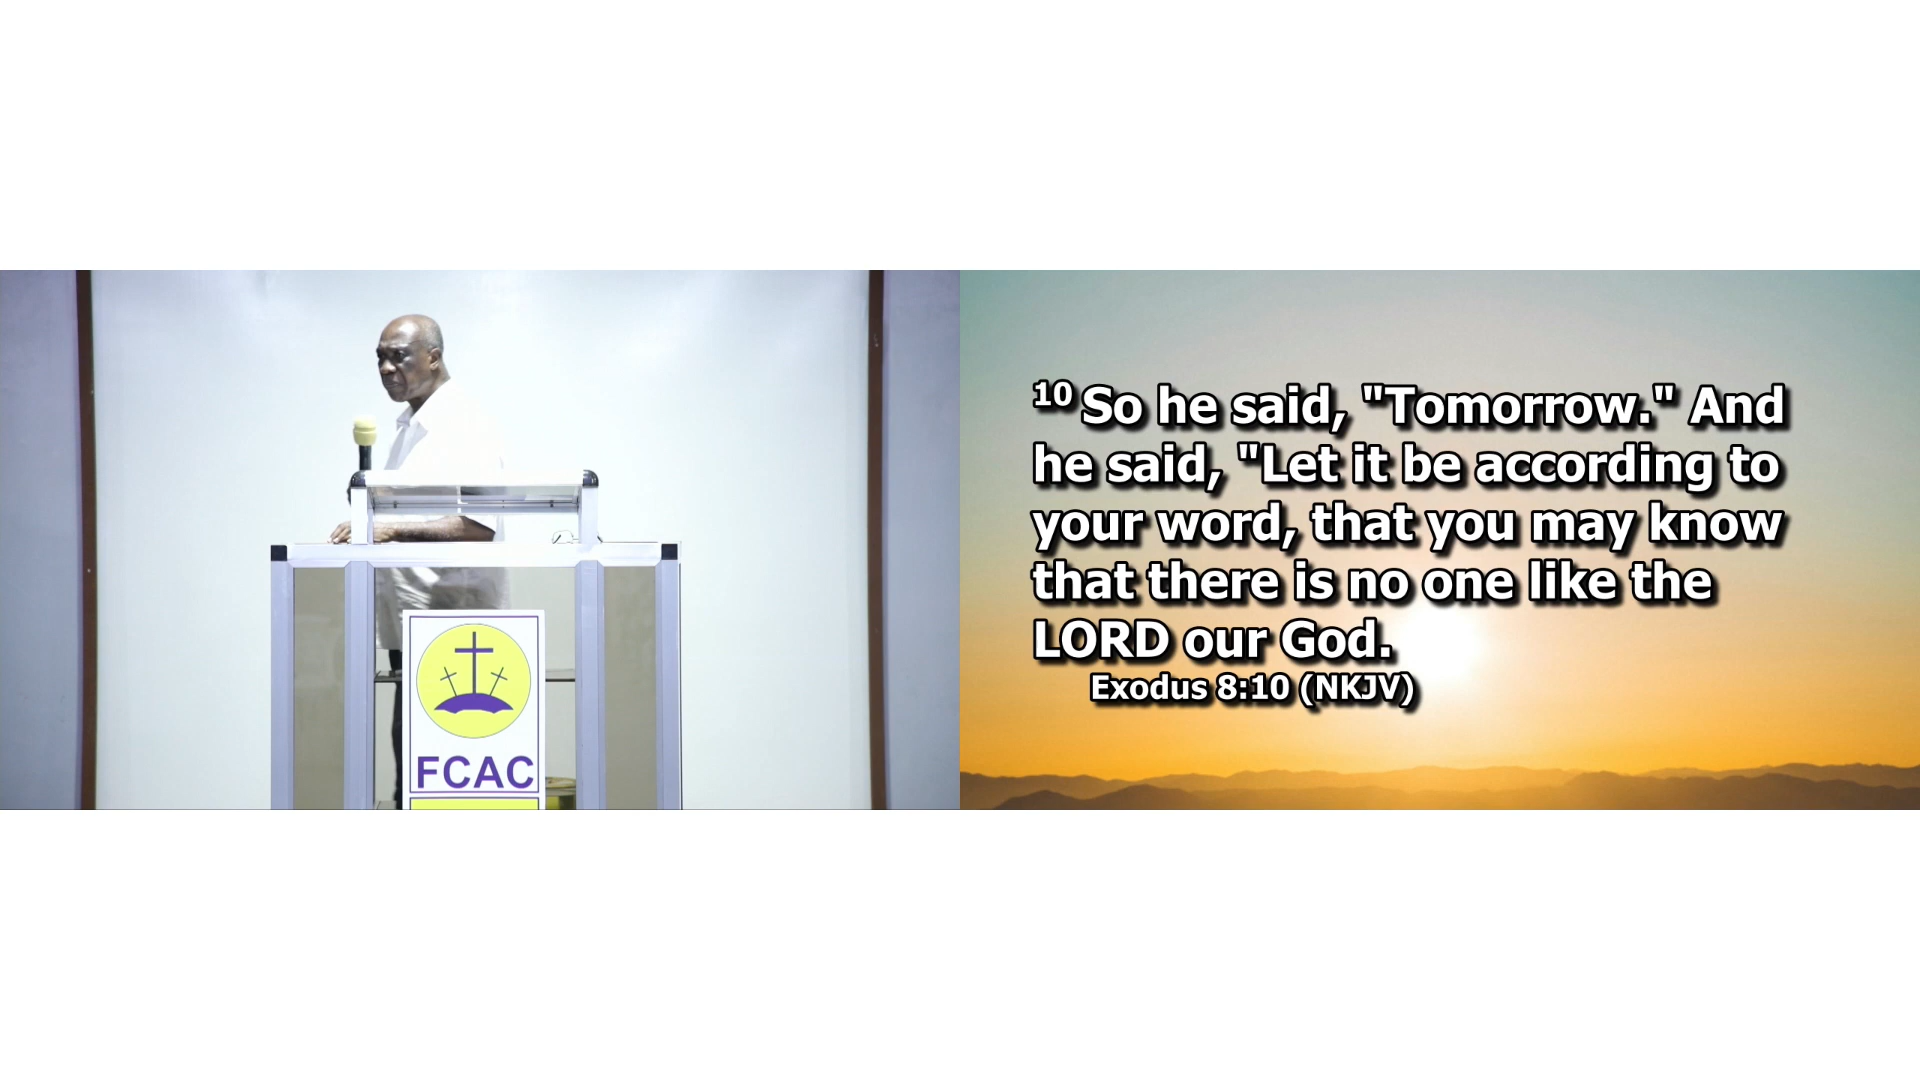 10 So he said, "Tomorrow." And
he said, "Let it be according to
your word, that you may know
that there is no one like the
LORD our God.
Exodus 8:10 (NKJV)
FCAC